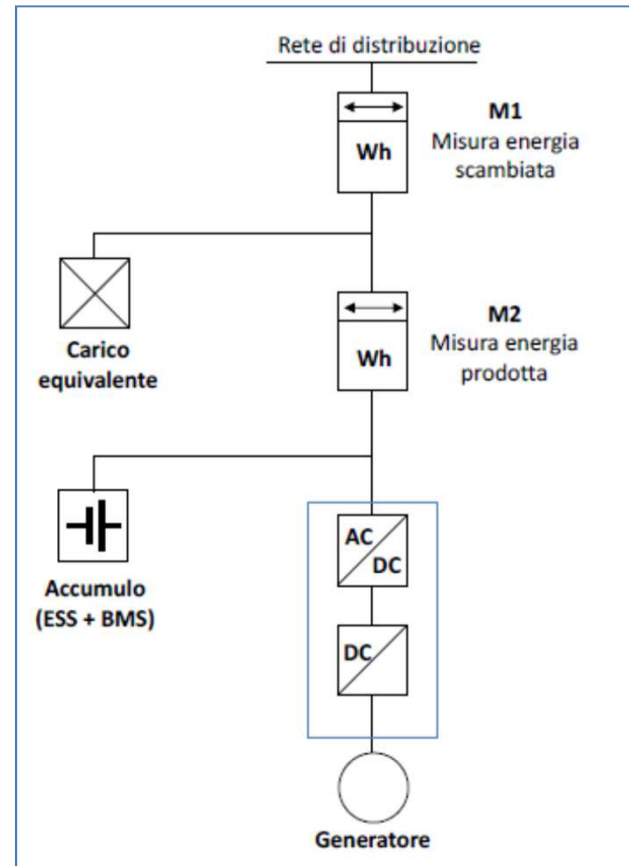 Rete di distribuzione
M1
Misura energia
scambiata
Wh
Carico
equivalente
M2
Misura energia
prodotta
Wh
Accumulo
(ESS + BMS)
AC
DC
DC
Generatore